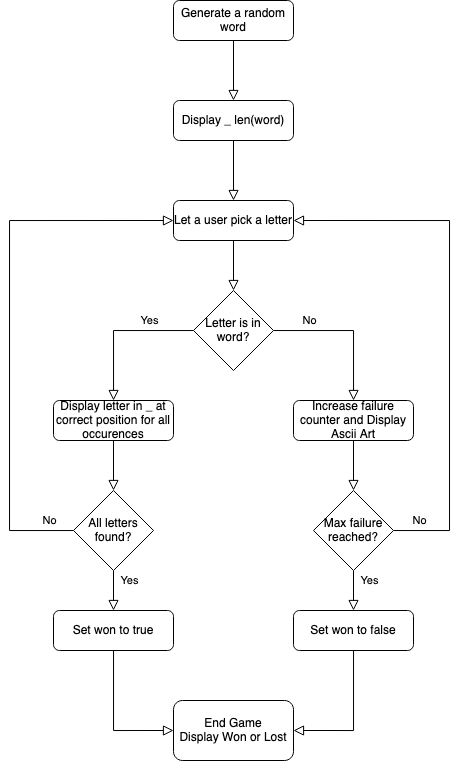 Generate a random
word
Display _ len(word)
Let a user pick a letter
Letter is in
word?
Yes
No
Display letter in _ at
correct position for all
occurences
Increase failure
counter and Display
Ascii Art
All letters
found?
No
Yes
Max failure
reached?
No
Yes
Set won to true
Set won to false
End Game
Display Won or Lost